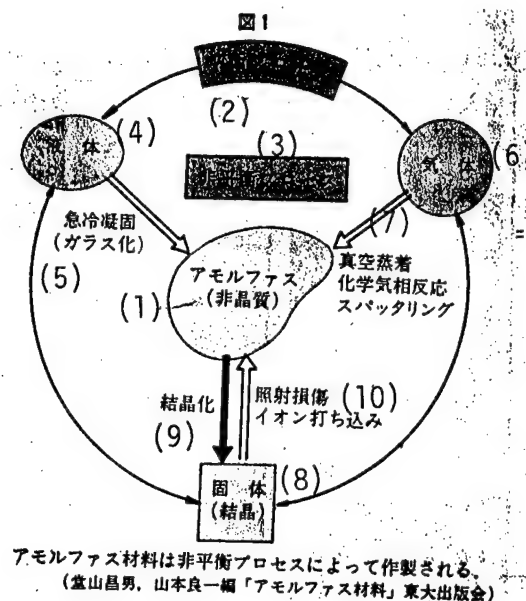 図1
(2)
(3)
(4)
液体
気体
(6)
急冷凝固
(ガラス化)
(7)
(5)
アモルファス
(非晶質)
(1)
真空蒸着
化学気相反応
スパッタリング
結晶化
(9)
照射損傷
イオン打ち込み
(10)
固体
(結晶)
(8)
アモルファス材料は非平衡プロセスによって作製される。
(堂山昌男, 山本良一編「アモルファス材料」東大出版会)